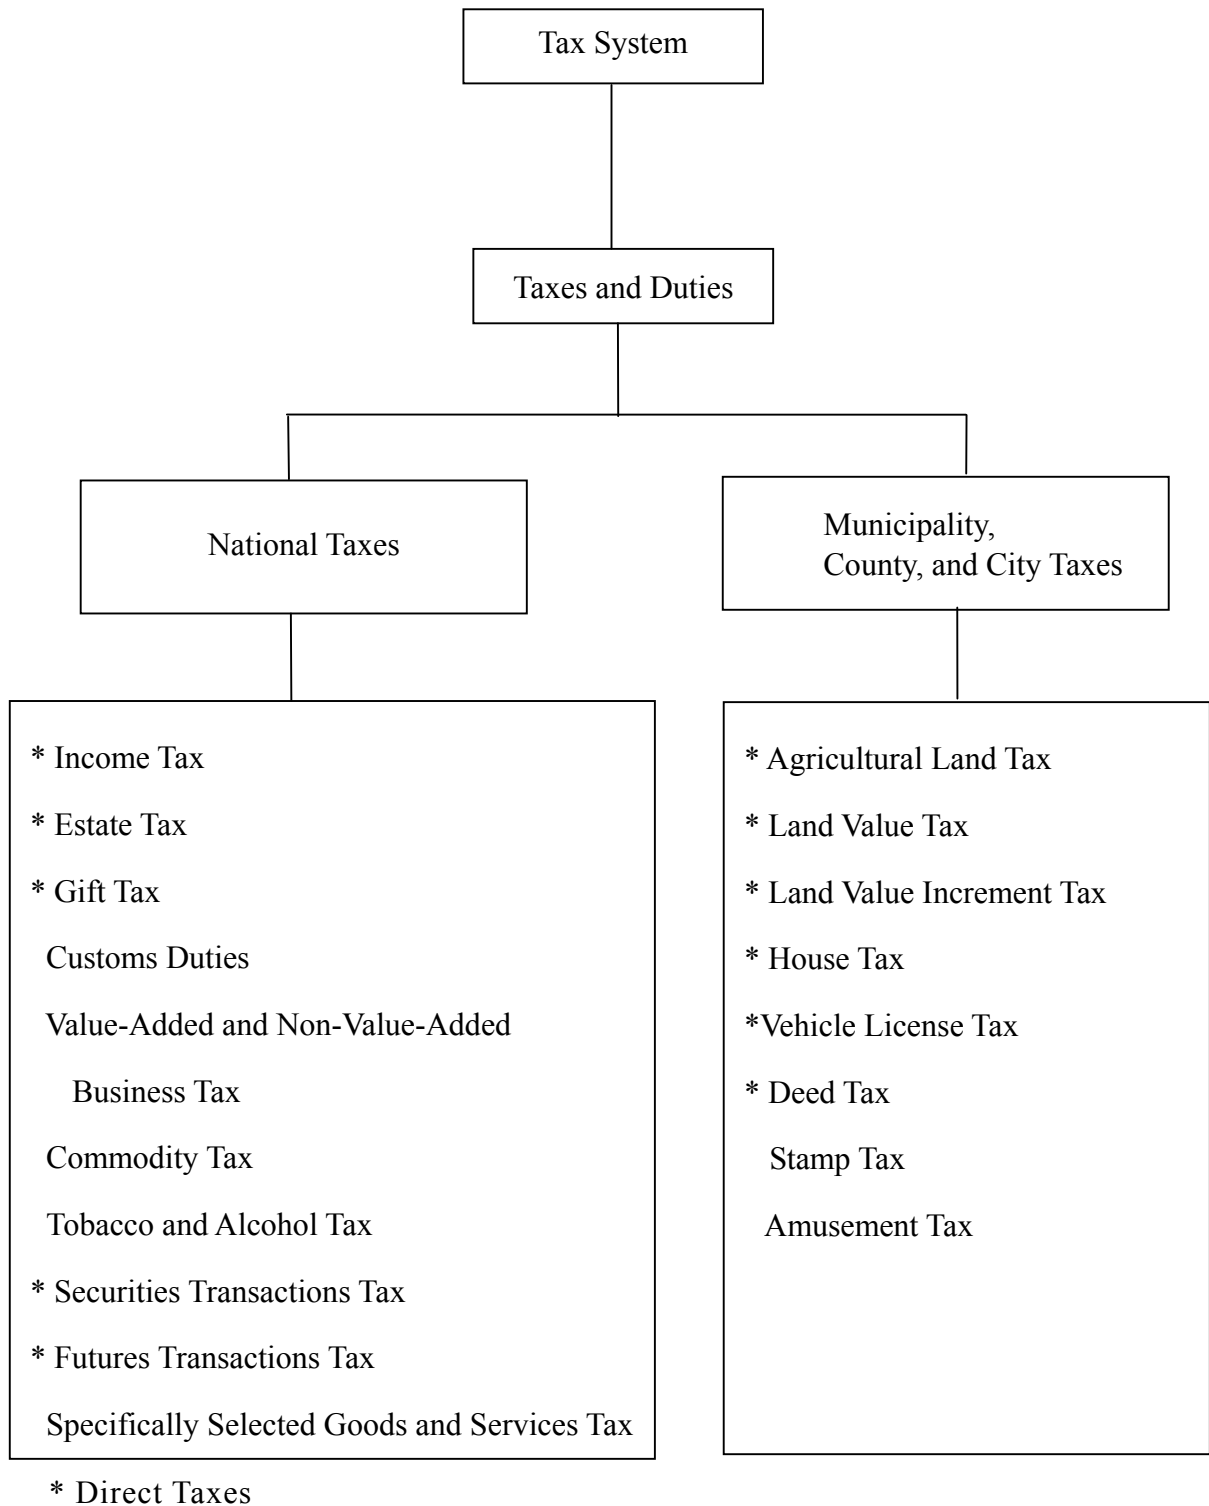 Tax System
Taxes and Duties
National Taxes
Municipality,
County, and City Taxes
* Income Tax
* Estate Tax
* Gift Tax
Customs Duties
Value-Added and Non-Value-Added
Business Tax
Commodity Tax
Tobacco and Alcohol Tax
* Securities Transactions Tax
* Futures Transactions Tax
Specifically Selected Goods and Services Tax
* Agricultural Land Tax
* Land Value Tax
* Land Value Increment Tax
* House Tax
*Vehicle License Tax
* Deed Tax
Stamp Tax
Amusement Tax
* Direct Taxes